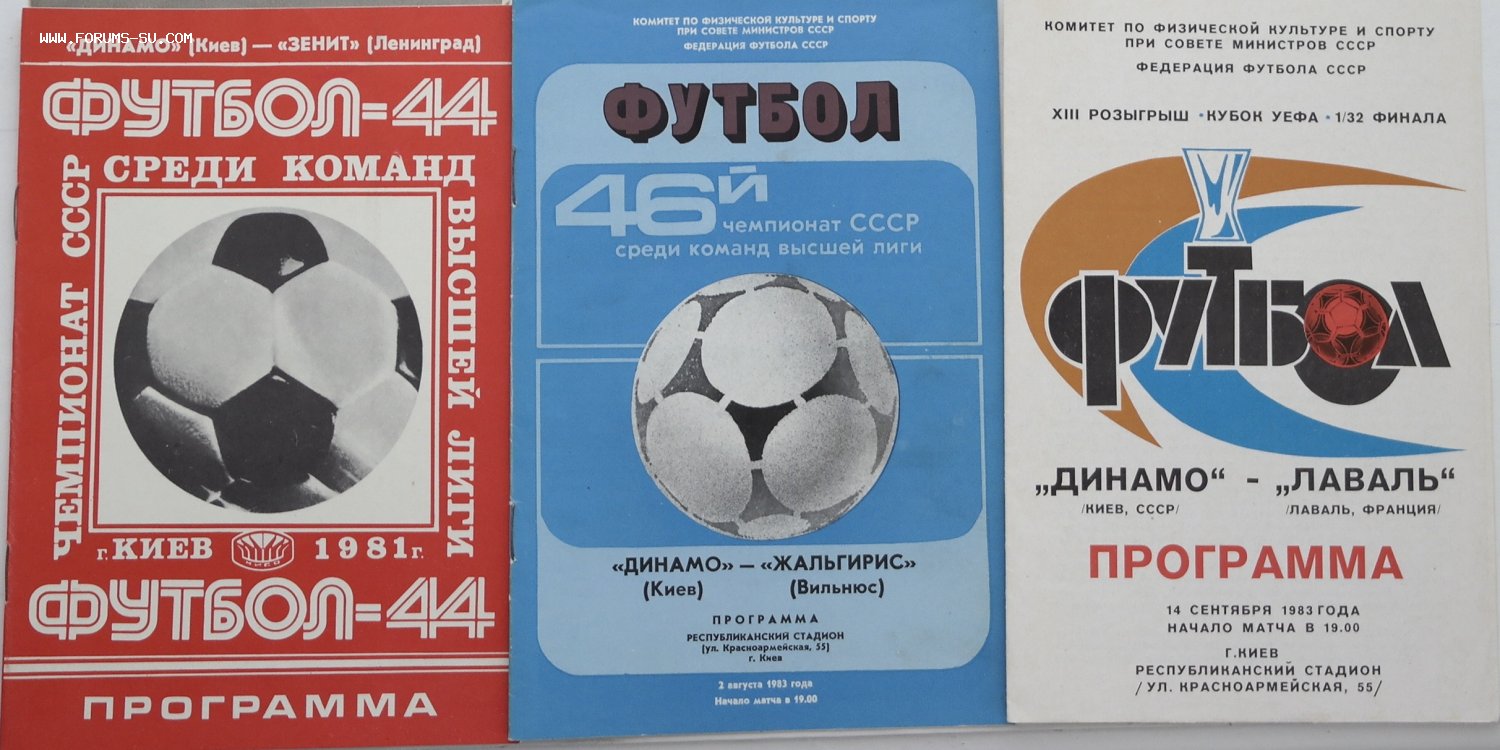 www.forums-su.com
«ДИНАМО» (Киев) — «ЗЕНИТ» (Ленинград)
ФУТБОЛ=44
ЧЕМПИОНАТ СССР
СРЕДИ КОМАНД
ВЫСШЕЙ ЛИГИ
г. КИЕВ 1981 г.
ФУТБОЛ=44
ПРОГРАММА
КОМИТЕТ ПО ФИЗИЧЕСКОЙ КУЛЬТУРЕ И СПОРТУ
ПРИ СОВЕТЕ МИНИСТРОВ СССР
ФЕДЕРАЦИЯ ФУТБОЛА СССР
ФУТБОЛ
46й
чемпионат СССР
среди команд высшей лиги
«ДИНАМО» — «ЖАЛЬГИРИС»
(Киев) (Вильнюс)
ПРОГРАММА
РЕСПУБЛИКАНСКИЙ СТАДИОН
(ул. Красноармейская, 55)
г. Киев
2 августа 1983 года
Начало матча в 19.00
КОМИТЕТ ПО ФИЗИЧЕСКОЙ КУЛЬТУРЕ И СПОРТУ
ПРИ СОВЕТЕ МИНИСТРОВ СССР
ФЕДЕРАЦИЯ ФУТБОЛА СССР
XIII РОЗЫГРЫШ • КУБОК УЕФА • 1/32 ФИНАЛА
ФУТБОЛ
„ДИНАМО“ - „ЛАВАЛЬ“
/КИЕВ, СССР/ /ЛАВАЛЬ, ФРАНЦИЯ/
ПРОГРАММА
14 СЕНТЯБРЯ 1983 ГОДА
НАЧАЛО МАТЧА В 19.00
Г. КИЕВ
РЕСПУБЛИКАНСКИЙ СТАДИОН
/УЛ. КРАСНОАРМЕЙСКАЯ, 55/